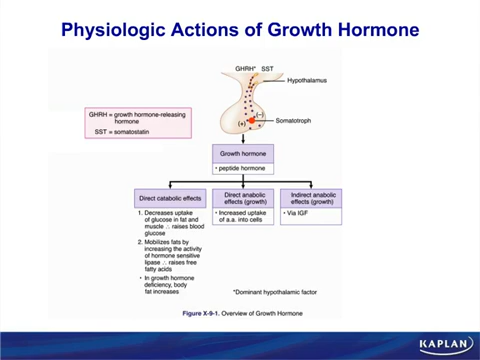 Physiologic Actions of Growth Hormone
GHRH* SST
Hypothalamus
GHRH = growth hormone-releasing
hormone
SST = somatostatin
(–)
(+)
Somatotroph
Growth hormone
• peptide hormone
Direct catabolic effects
1. Decreases uptake
of glucose in fat and
muscle ∴ raises blood
glucose
2. Mobilizes fats by
increasing the activity
of hormone sensitive
lipase ∴ raises free
fatty acids
• In growth hormone
deficiency, body
fat increases
Direct anabolic
effects (growth)
• Increased uptake
of a.a. into cells
Indirect anabolic
effects (growth)
• Via IGF
*Dominant hypothalamic factor
Figure X-9-1. Overview of Growth Hormone
KAPLAN